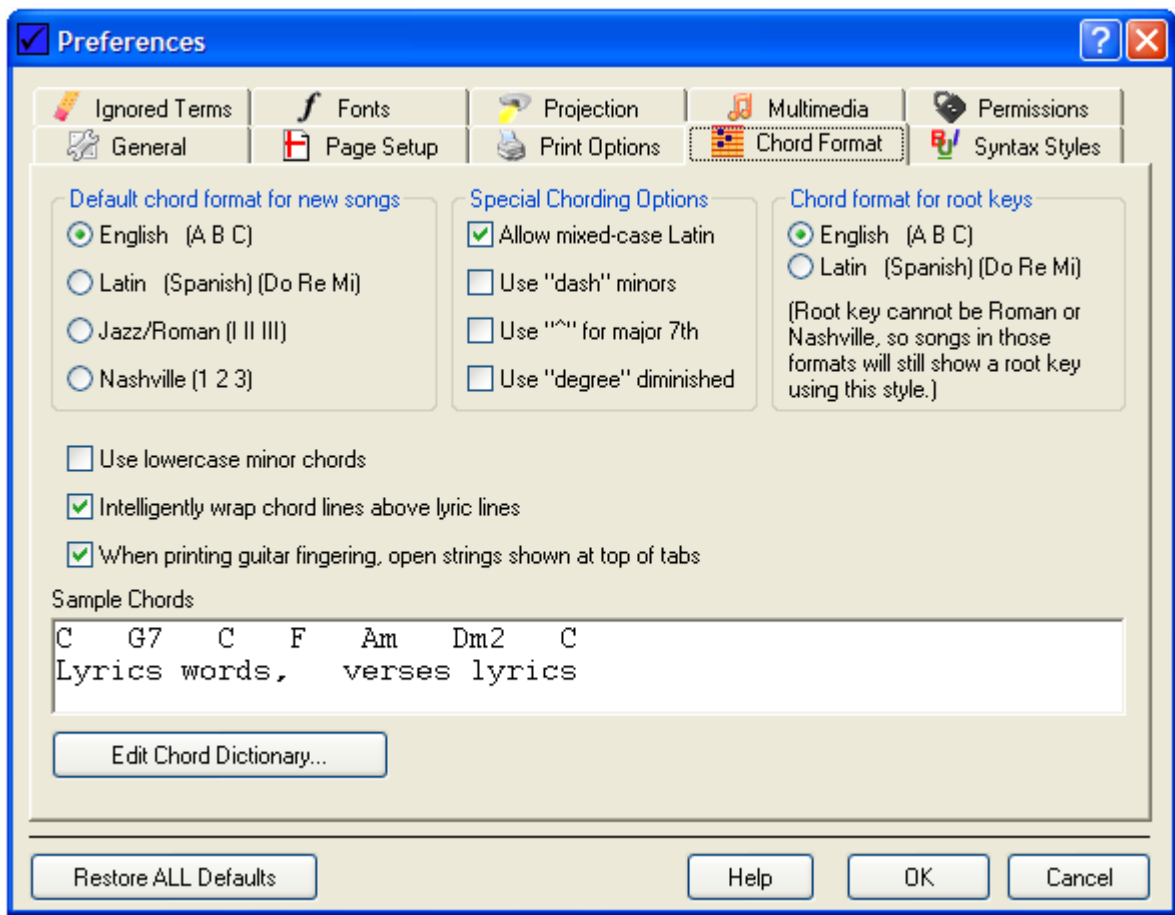 Preferences
Ignored Terms Fonts Projection Multimedia Permissions
General Page Setup Print Options Chord Format Syntax Styles
Default chord format for new songs
English (A B C)
Latin (Spanish) (Do Re Mi)
Jazz/Roman (I II III)
Nashville (1 2 3)
Special Chording Options
Allow mixed-case Latin
Use "dash" minors
Use "^" for major 7th
Use "degree" diminished
Chord format for root keys
English (A B C)
Latin (Spanish) (Do Re Mi)
(Root key cannot be Roman or
Nashville, so songs in those
formats will still show a root key
using this style.)
Use lowercase minor chords
Intelligently wrap chord lines above lyric lines
When printing guitar fingering, open strings shown at top of tabs
Sample Chords
C G7 C F Am Dm2 C
Lyrics words, verses lyrics
Edit Chord Dictionary...
Restore ALL Defaults Help OK Cancel